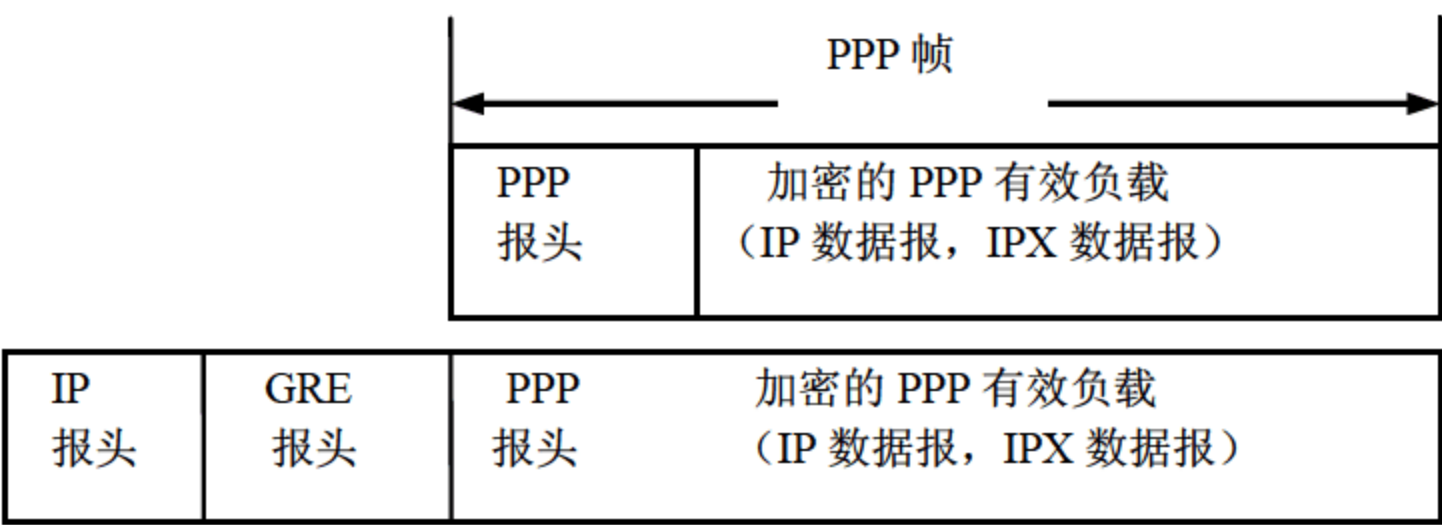 PPP 帧
PPP 加密的 PPP 有效负载
报头 （IP 数据报，IPX 数据报）
IP GRE PPP 加密的 PPP 有效负载
报头 报头 报头 （IP 数据报，IPX 数据报）